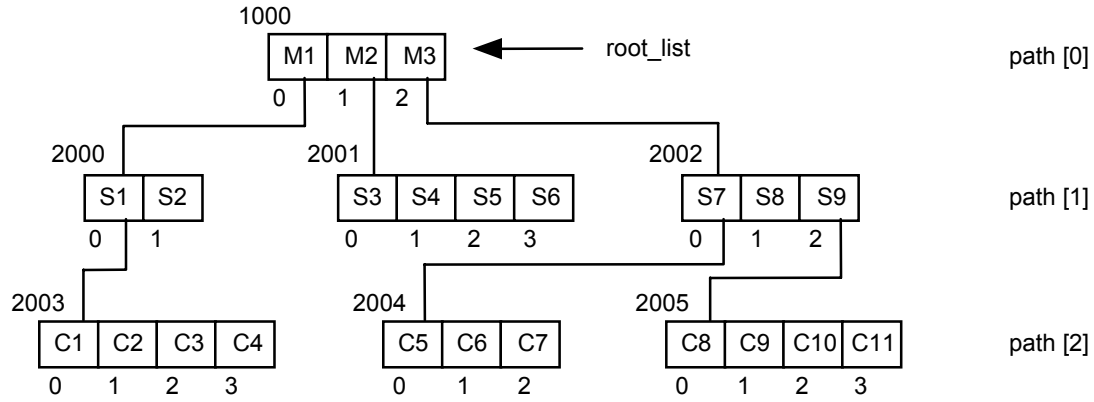 1000
M1 M2 M3 root_list path [0]
0 1 2
2000 2001 2002
S1 S2 S3 S4 S5 S6 S7 S8 S9 path [1]
0 1 0 1 2 3 0 1 2
2003 2004 2005
C1 C2 C3 C4 C5 C6 C7 C8 C9 C10 C11 path [2]
0 1 2 3 0 1 2 0 1 2 3